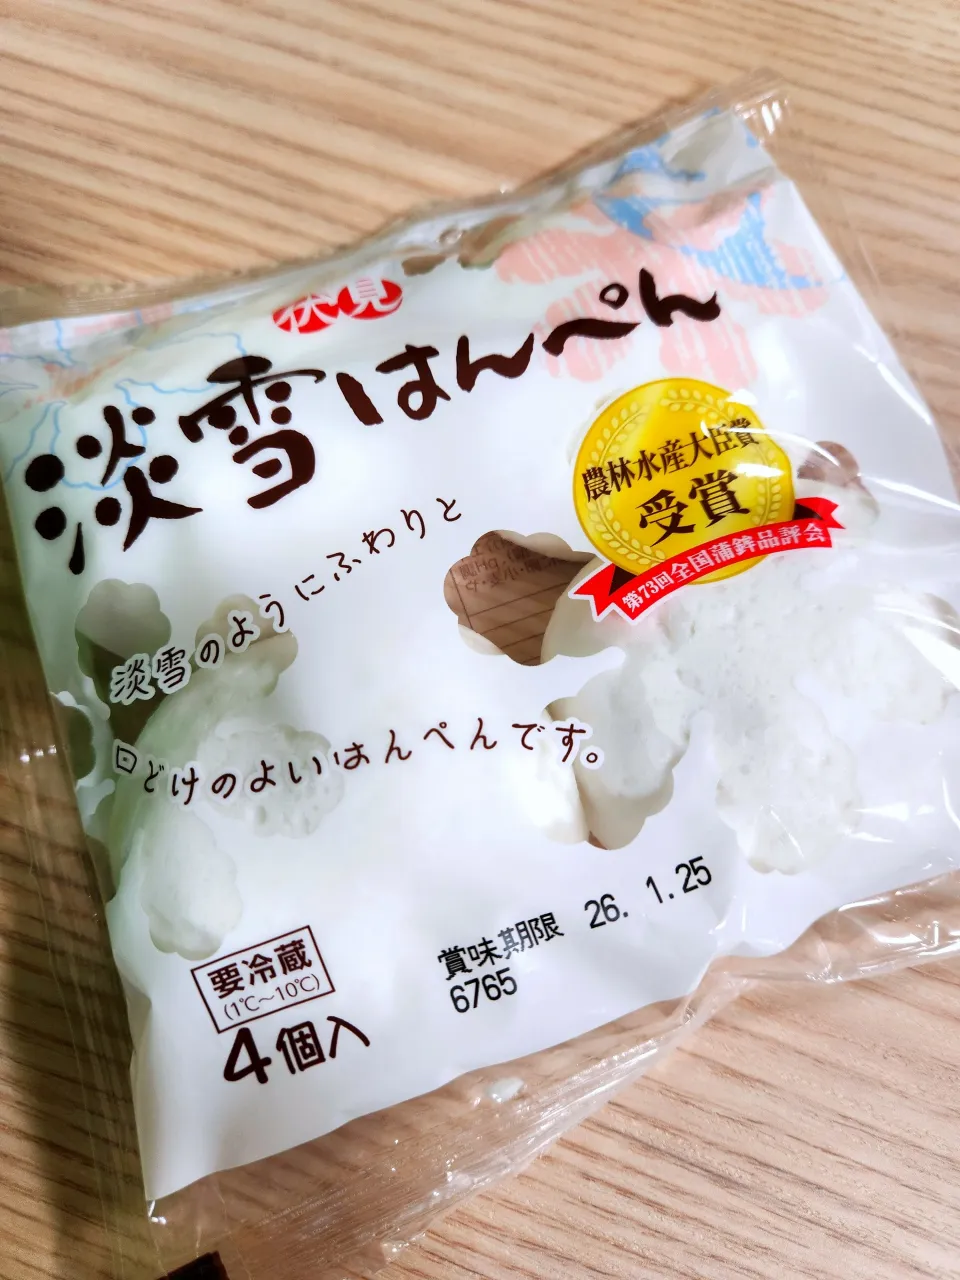 伏見
淡雪はんぺん
農林水産大臣賞
受賞
第73回全国蒲鉾品評会
淡雪のようにふわりと
口どけのよいはんぺんです。
賞味期限 26. 1.25
6765
要冷蔵
(1℃～10℃)
4個入